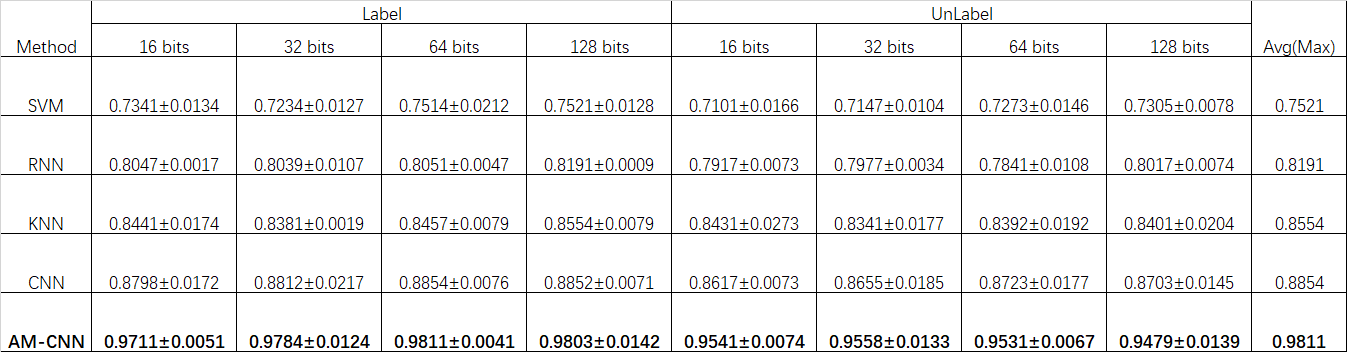 Label UnLabel
Method 16 bits 32 bits 64 bits 128 bits 16 bits 32 bits 64 bits 128 bits Avg(Max)
SVM 0.7341±0.0134 0.7234±0.0127 0.7514±0.0212 0.7521±0.0128 0.7101±0.0166 0.7147±0.0104 0.7273±0.0146 0.7305±0.0078 0.7521
RNN 0.8047±0.0017 0.8039±0.0107 0.8051±0.0047 0.8191±0.0009 0.7917±0.0073 0.7977±0.0034 0.7841±0.0108 0.8017±0.0074 0.8191
KNN 0.8441±0.0174 0.8381±0.0019 0.8457±0.0079 0.8554±0.0079 0.8431±0.0273 0.8341±0.0177 0.8392±0.0192 0.8401±0.0204 0.8554
CNN 0.8798±0.0172 0.8812±0.0217 0.8854±0.0076 0.8852±0.0071 0.8617±0.0073 0.8655±0.0185 0.8723±0.0177 0.8703±0.0145 0.8854
AM-CNN 0.9711±0.0051 0.9784±0.0124 0.9811±0.0041 0.9803±0.0142 0.9541±0.0074 0.9558±0.0133 0.9531±0.0067 0.9479±0.0139 0.9811